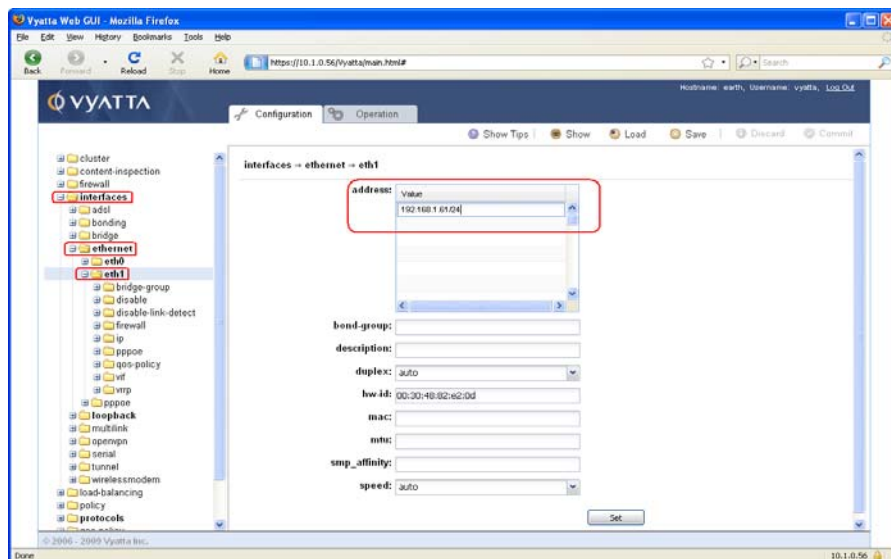 Vyatta Web GUI - Mozilla Firefox
File Edit View History Bookmarks Tools Help
Back Forward Reload Stop Home https://10.1.0.56/Vyatta/main.html# Search
VYATTA
Hostname: earth, Username: vyatta, Log Out
Configuration Operation
Show Tips Show Load Save Discard Commit
cluster
content-inspection
firewall
interfaces
adsl
bonding
bridge
ethernet
eth0
eth1
bridge-group
disable
disable-link-detect
firewall
ip
pppoe
qos-policy
vif
vrrp
pppoe
loopback
multilink
openvpn
serial
tunnel
wirelessmodem
load-balancing
policy
protocols
interfaces → ethernet → eth1
address:
Value
192.168.1.61/24
bond-group:
description:
duplex: auto
hw-id: 00:30:48:82:e2:0d
mac:
mtu:
smp_affinity:
speed: auto
Set
© 2006 - 2009 Vyatta Inc.
Done 10.1.0.56